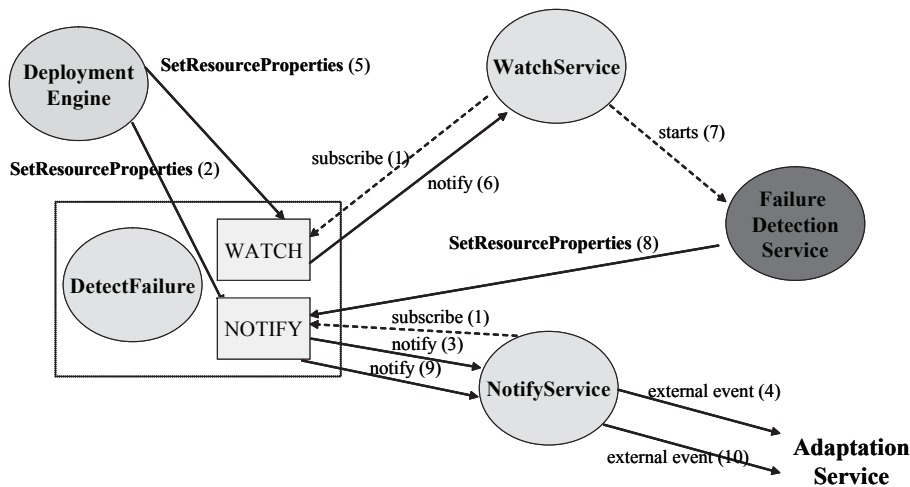 Deployment
Engine
SetResourceProperties (5)
WatchService
starts (7)
subscribe (1)
SetResourceProperties (2)
notify (6)
Failure
Detection
Service
WATCH
SetResourceProperties (8)
DetectFailure
NOTIFY
subscribe (1)
notify (3)
notify (9)
NotifyService
external event (4)
external event (10)
Adaptation
Service